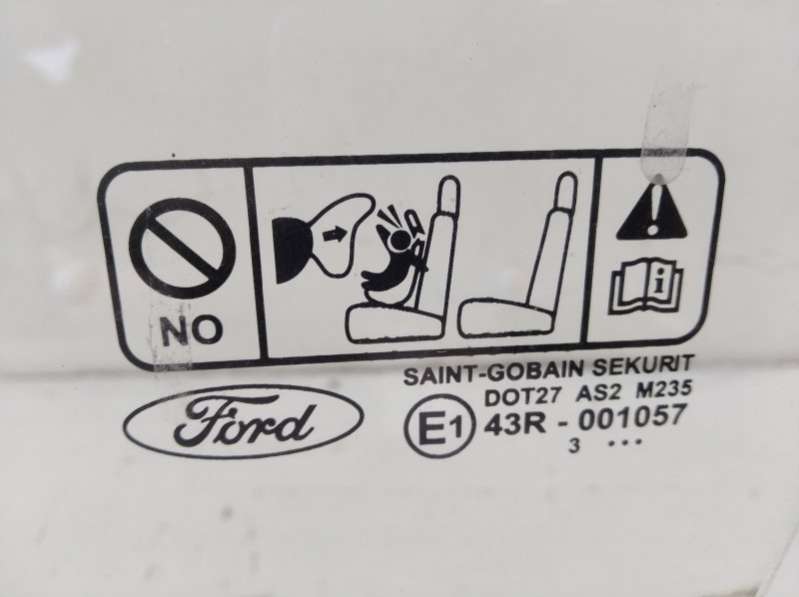 NO
i
Ford
SAINT-GOBAIN SEKURIT
DOT27 AS2 M235
E1 43R - 001057
3 ...